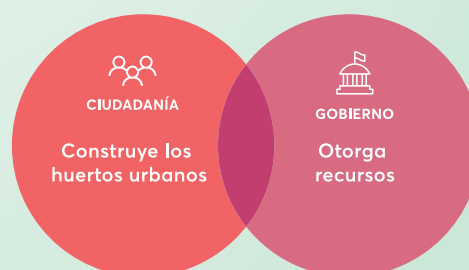 CIUDADANÍA
Construye los
huertos urbanos
GOBIERNO
Otorga
recursos